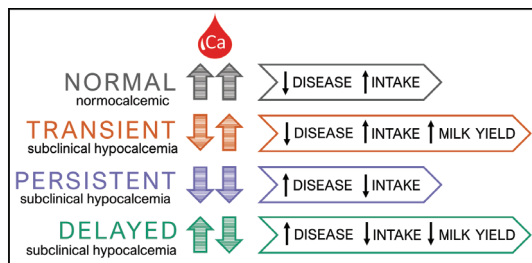 Ca
NORMAL
normocalcemic
DISEASE INTAKE
TRANSIENT
subclinical hypocalcemia
DISEASE INTAKE MILK YIELD
PERSISTENT
subclinical hypocalcemia
DISEASE INTAKE
DELAYED
subclinical hypocalcemia
DISEASE INTAKE MILK YIELD